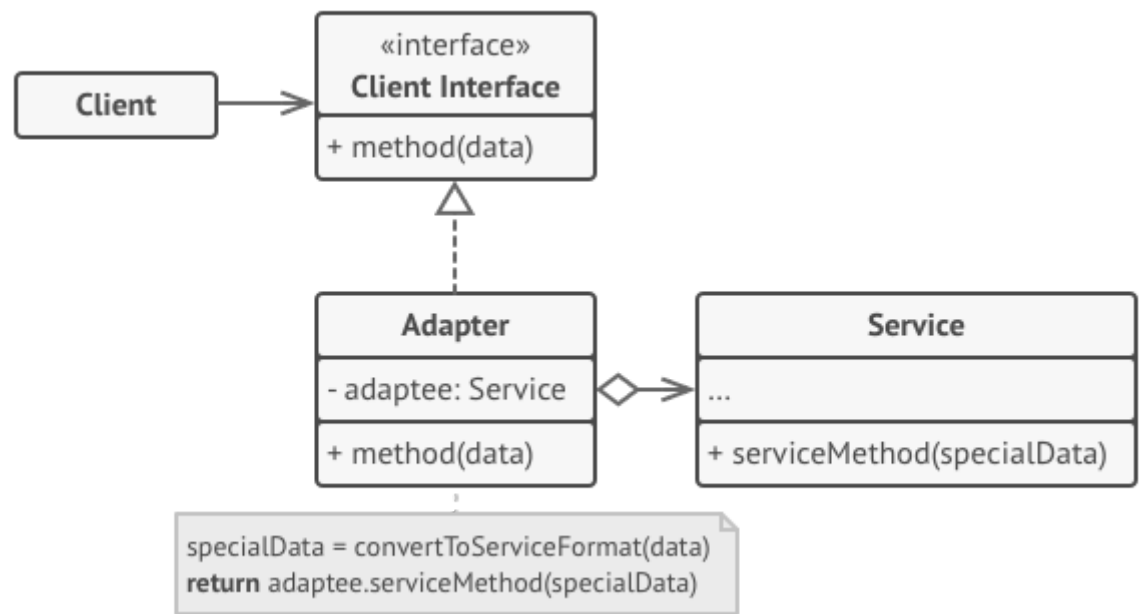 Client
«interface»
Client Interface
+ method(data)
Adapter
- adaptee: Service
+ method(data)
Service
...
+ serviceMethod(specialData)
specialData = convertToServiceFormat(data)
return adaptee.serviceMethod(specialData)